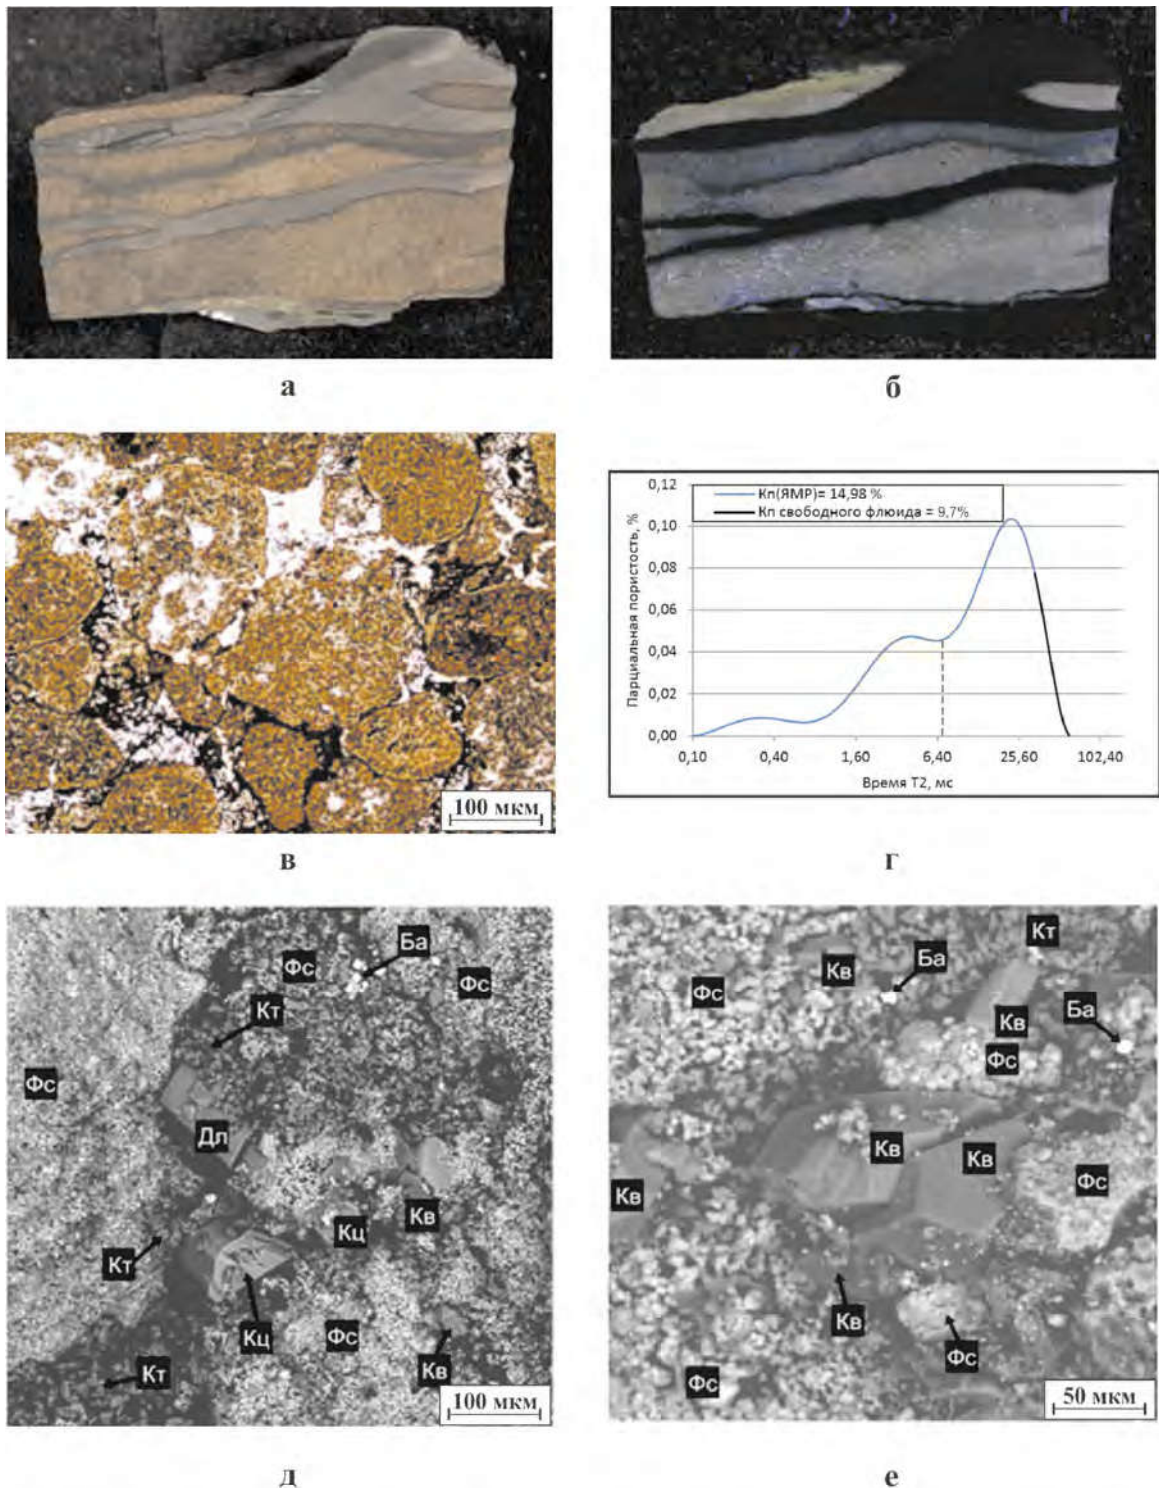 а
б
Кп(ЯМР)= 14,98 %
Кп свободного флюида = 9,7%
0,12
0,10
0,08
0,06
0,04
0,02
0,00
Парциальная пористость, %
0,10 0,40 1,60 6,40 25,60 102,40
Время Т2, мс
100 мкм
в
г
Ба
Фс
Фс
Кт
Фс
Дл
Кв
Кц
Кт
Кц
Фс
Кв
Кт
100 мкм
Кт
Кв
Ба
Фс
Ба
Кв
Фс
Кв
Кв
Фс
Кв
Кв
Фс
Фс
50 мкм
д
е